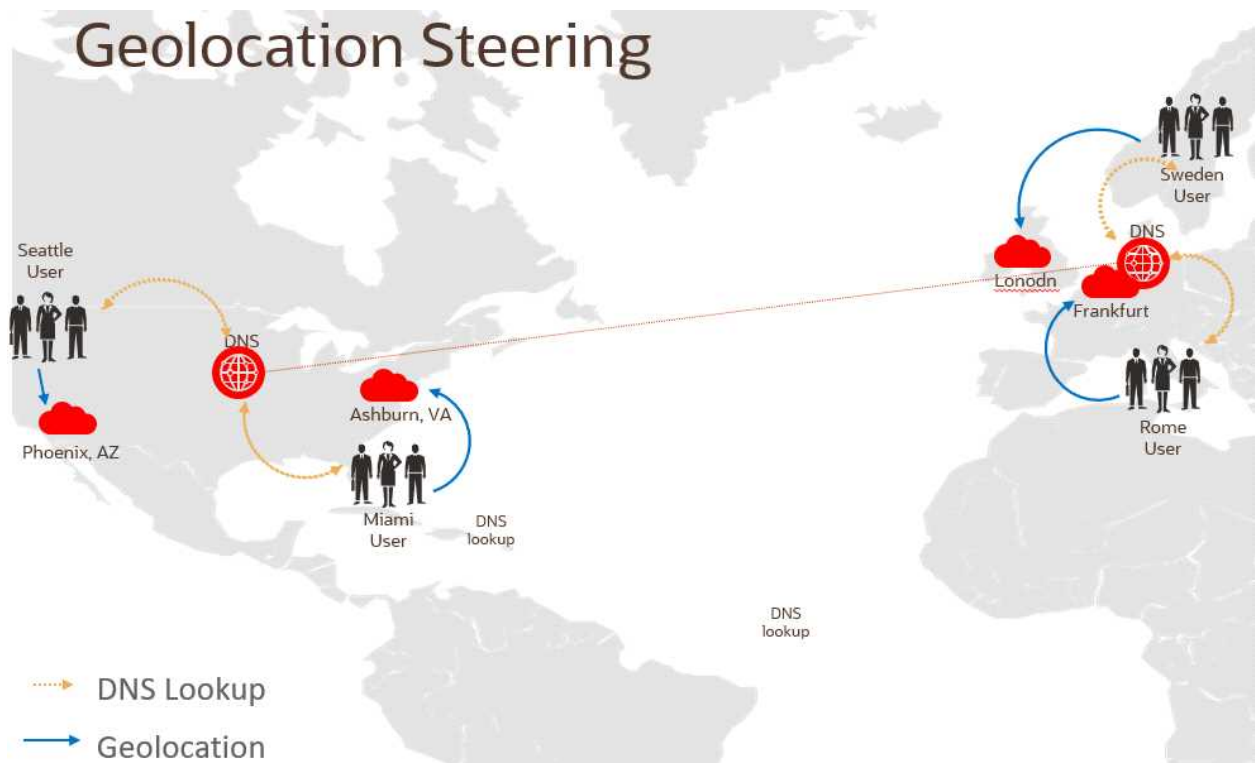 Geolocation Steering
Sweden
User
DNS
Lonodn
Frankfurt
Seattle
User
DNS
Ashburn, VA
Phoenix, AZ
Rome
User
Miami
User
DNS
lookup
DNS
lookup
DNS Lookup
Geolocation